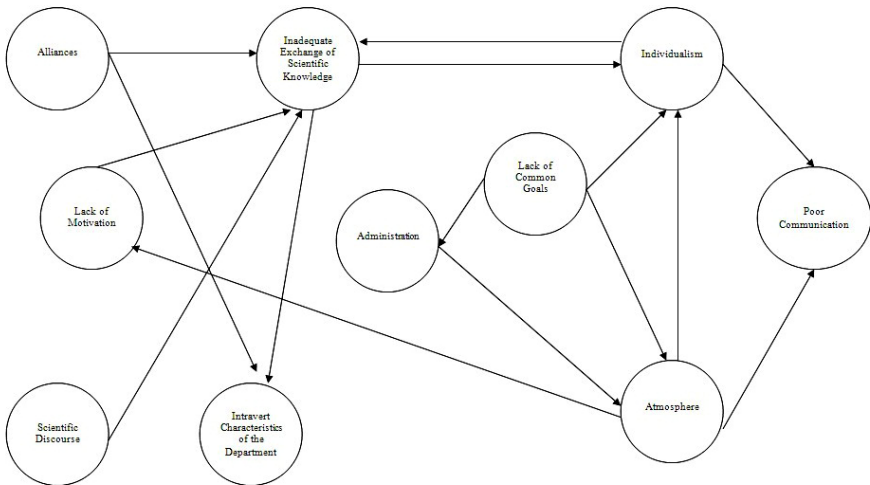 Alliances
Inadequate
Exchange of
Scientific
Knowledge
Individualism
Lack of
Common
Goals
Lack of
Motivation
Administration
Poor
Communication
Scientific
Discourse
Intravert
Characteristics
of the
Department
Atmosphere